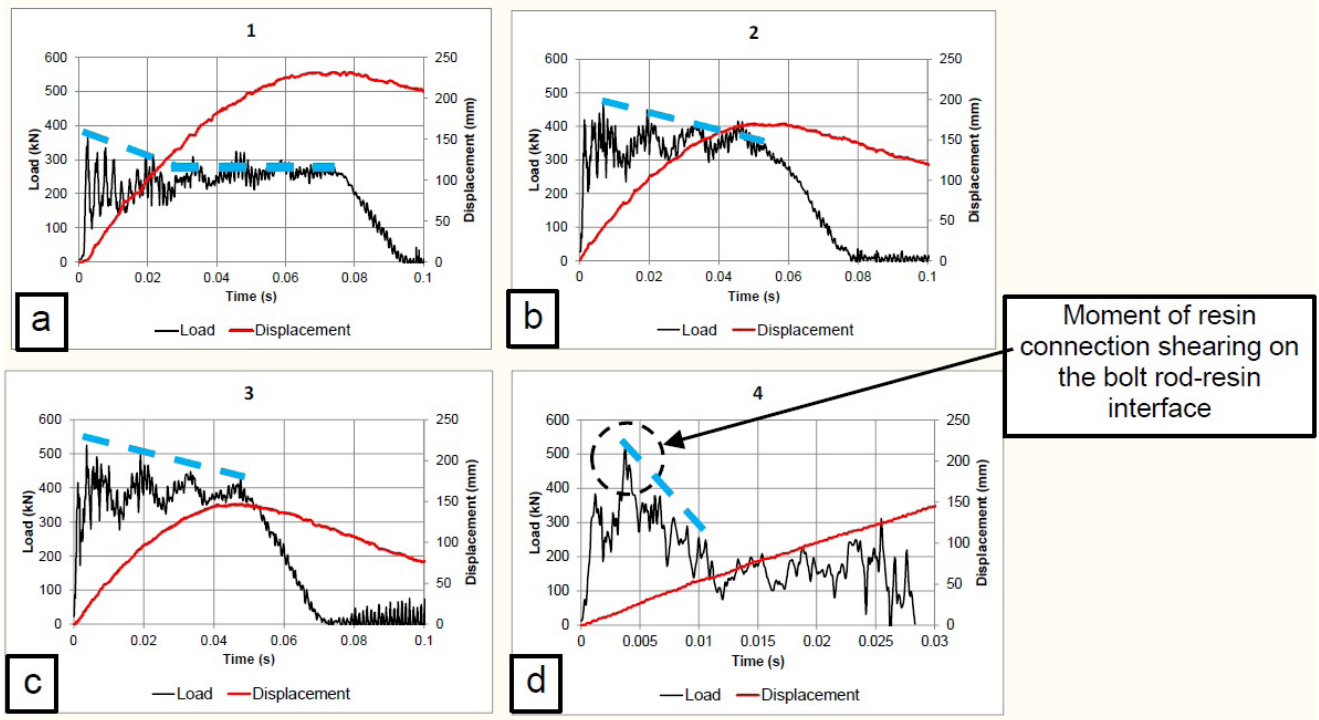 1
600
500
400
300
200
100
0
Load (kN)
250
200
150
100
50
0
Displacement (mm)
0 0.02 0.04 0.06 0.08 0.1
Time (s)
Load Displacement
a
2
600
500
400
300
200
100
0
Load (kN)
250
200
150
100
50
0
Displacement (mm)
0 0.02 0.04 0.06 0.08 0.1
Time (s)
Load Displacement
b
Moment of resin
connection shearing on
the bolt rod-resin
interface
3
600
500
400
300
200
100
0
Load (kN)
250
200
150
100
50
0
Displacement (mm)
0 0.02 0.04 0.06 0.08 0.1
Time (s)
Load Displacement
c
4
600
500
400
300
200
100
0
Load (kN)
250
200
150
100
50
0
Displacement (mm)
0 0.005 0.01 0.015 0.02 0.025 0.03
Time (s)
Load Displacement
d